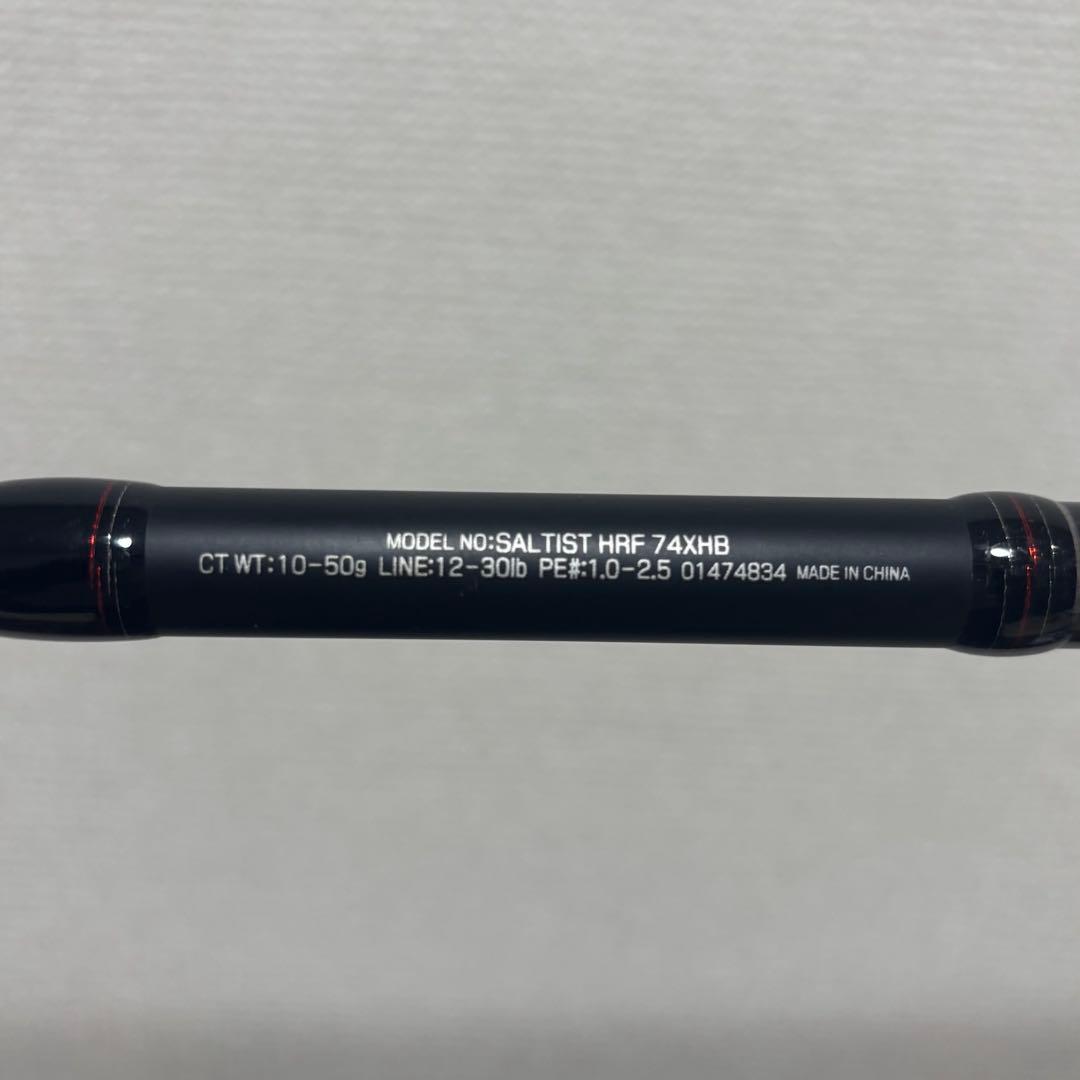 MODEL NO:SALTIST HRF 74XHB
CT WT:10-50g LINE:12-30lb PE#:1.0-2.5 01474834 MADE IN CHINA